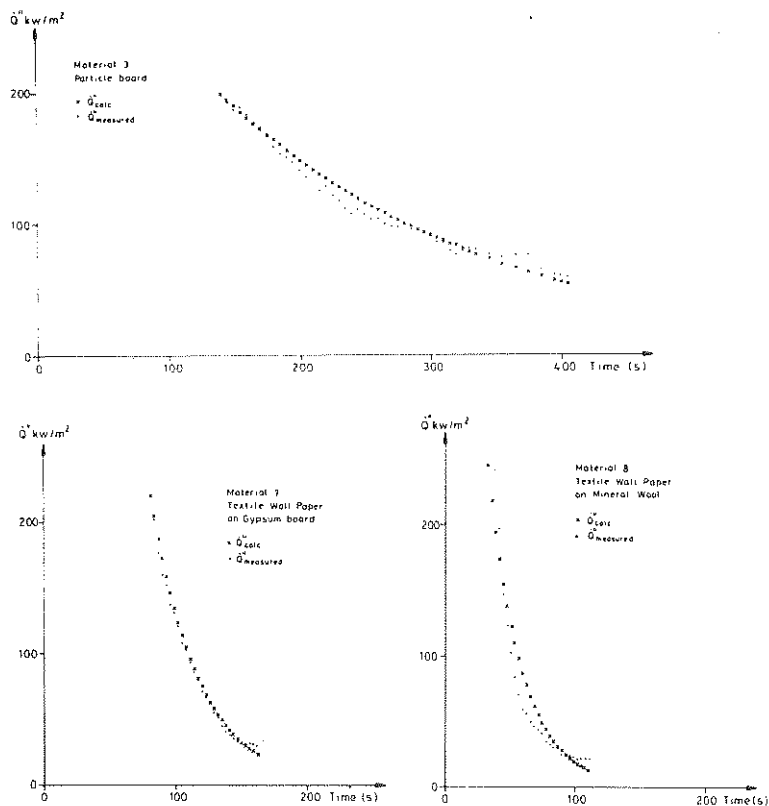 Q̇" kw/m²
Material 3
Particle board
× Q̇"calc
· Q̇"measured
200
100
0
0 100 200 300 400 Time (s)
Q̇" kw/m²
Material 7
Textile Wall Paper
on Gypsum board
× Q̇"calc
· Q̇"measured
200
100
0
0 100 200 Time (s)
Q̇" kw/m²
Material 8
Textile Wall Paper
on Mineral Wool
× Q̇"calc
· Q̇"measured
200
100
0
0 100 200 Time (s)